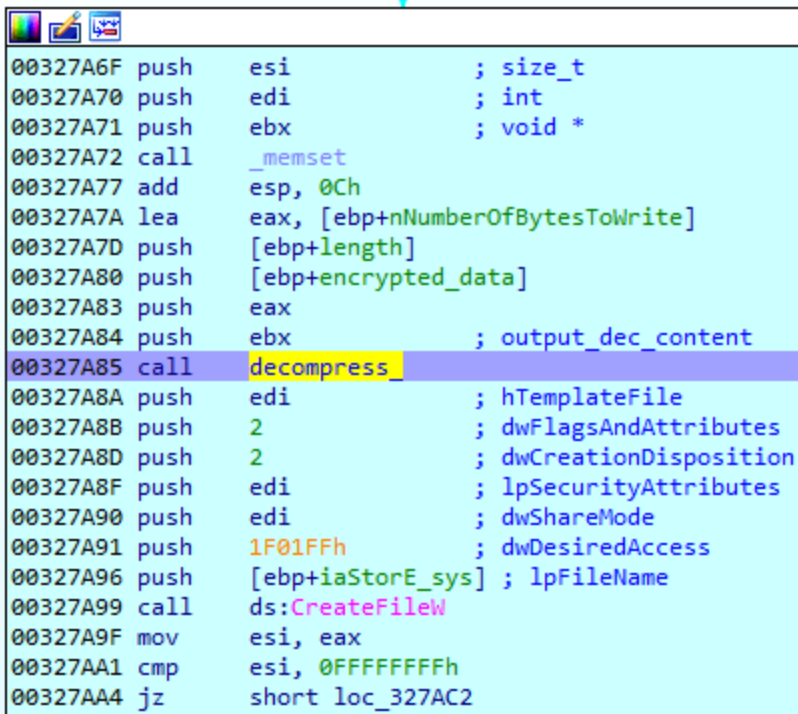 00327A6F push esi ; size_t
00327A70 push edi ; int
00327A71 push ebx ; void *
00327A72 call _memset
00327A77 add esp, 0Ch
00327A7A lea eax, [ebp+nNumberOfBytesToWrite]
00327A7D push [ebp+length]
00327A80 push [ebp+encrypted_data]
00327A83 push eax
00327A84 push ebx ; output_dec_content
00327A85 call decompress_
00327A8A push edi ; hTemplateFile
00327A8B push 2 ; dwFlagsAndAttributes
00327A8D push 2 ; dwCreationDisposition
00327A8F push edi ; lpSecurityAttributes
00327A90 push edi ; dwShareMode
00327A91 push 1F01FFh ; dwDesiredAccess
00327A96 push [ebp+iaStorE_sys] ; lpFileName
00327A99 call ds:CreateFileW
00327A9F mov esi, eax
00327AA1 cmp esi, 0FFFFFFFFh
00327AA4 jz short loc_327AC2